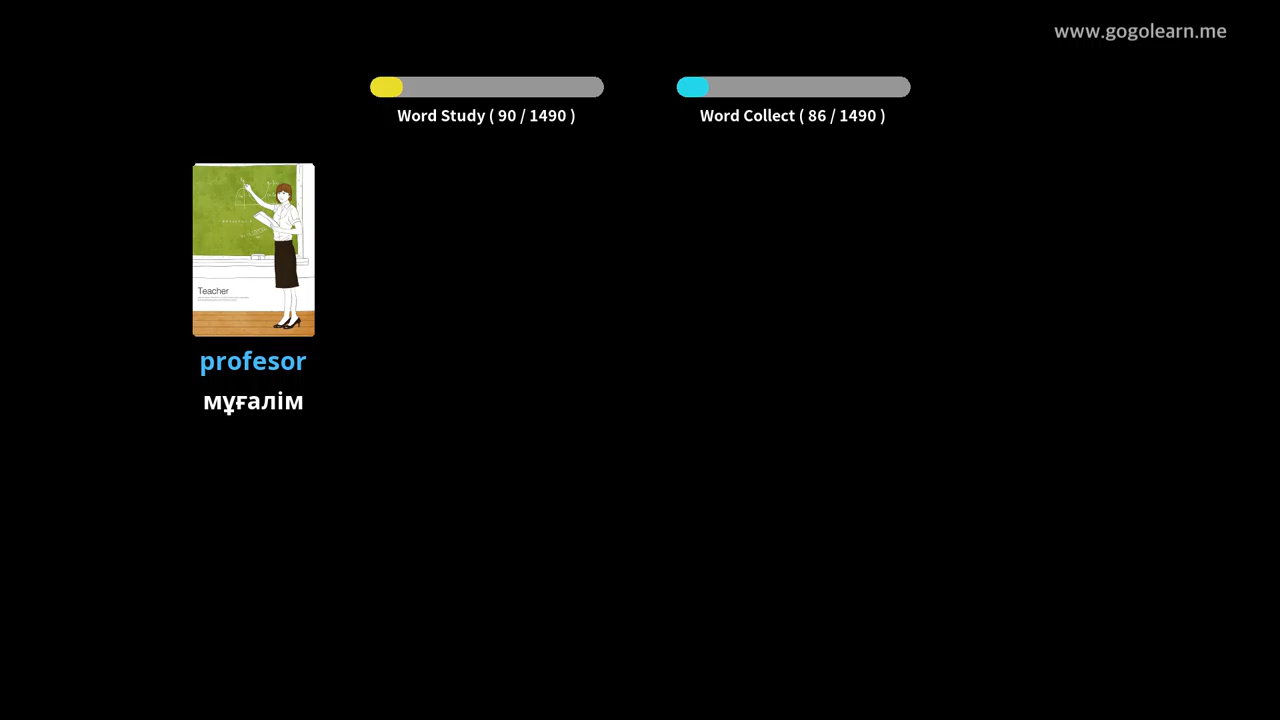 www.gogolearn.me
Word Study ( 90 / 1490 )
Word Collect ( 86 / 1490 )
Teacher
profesor
мұғалім